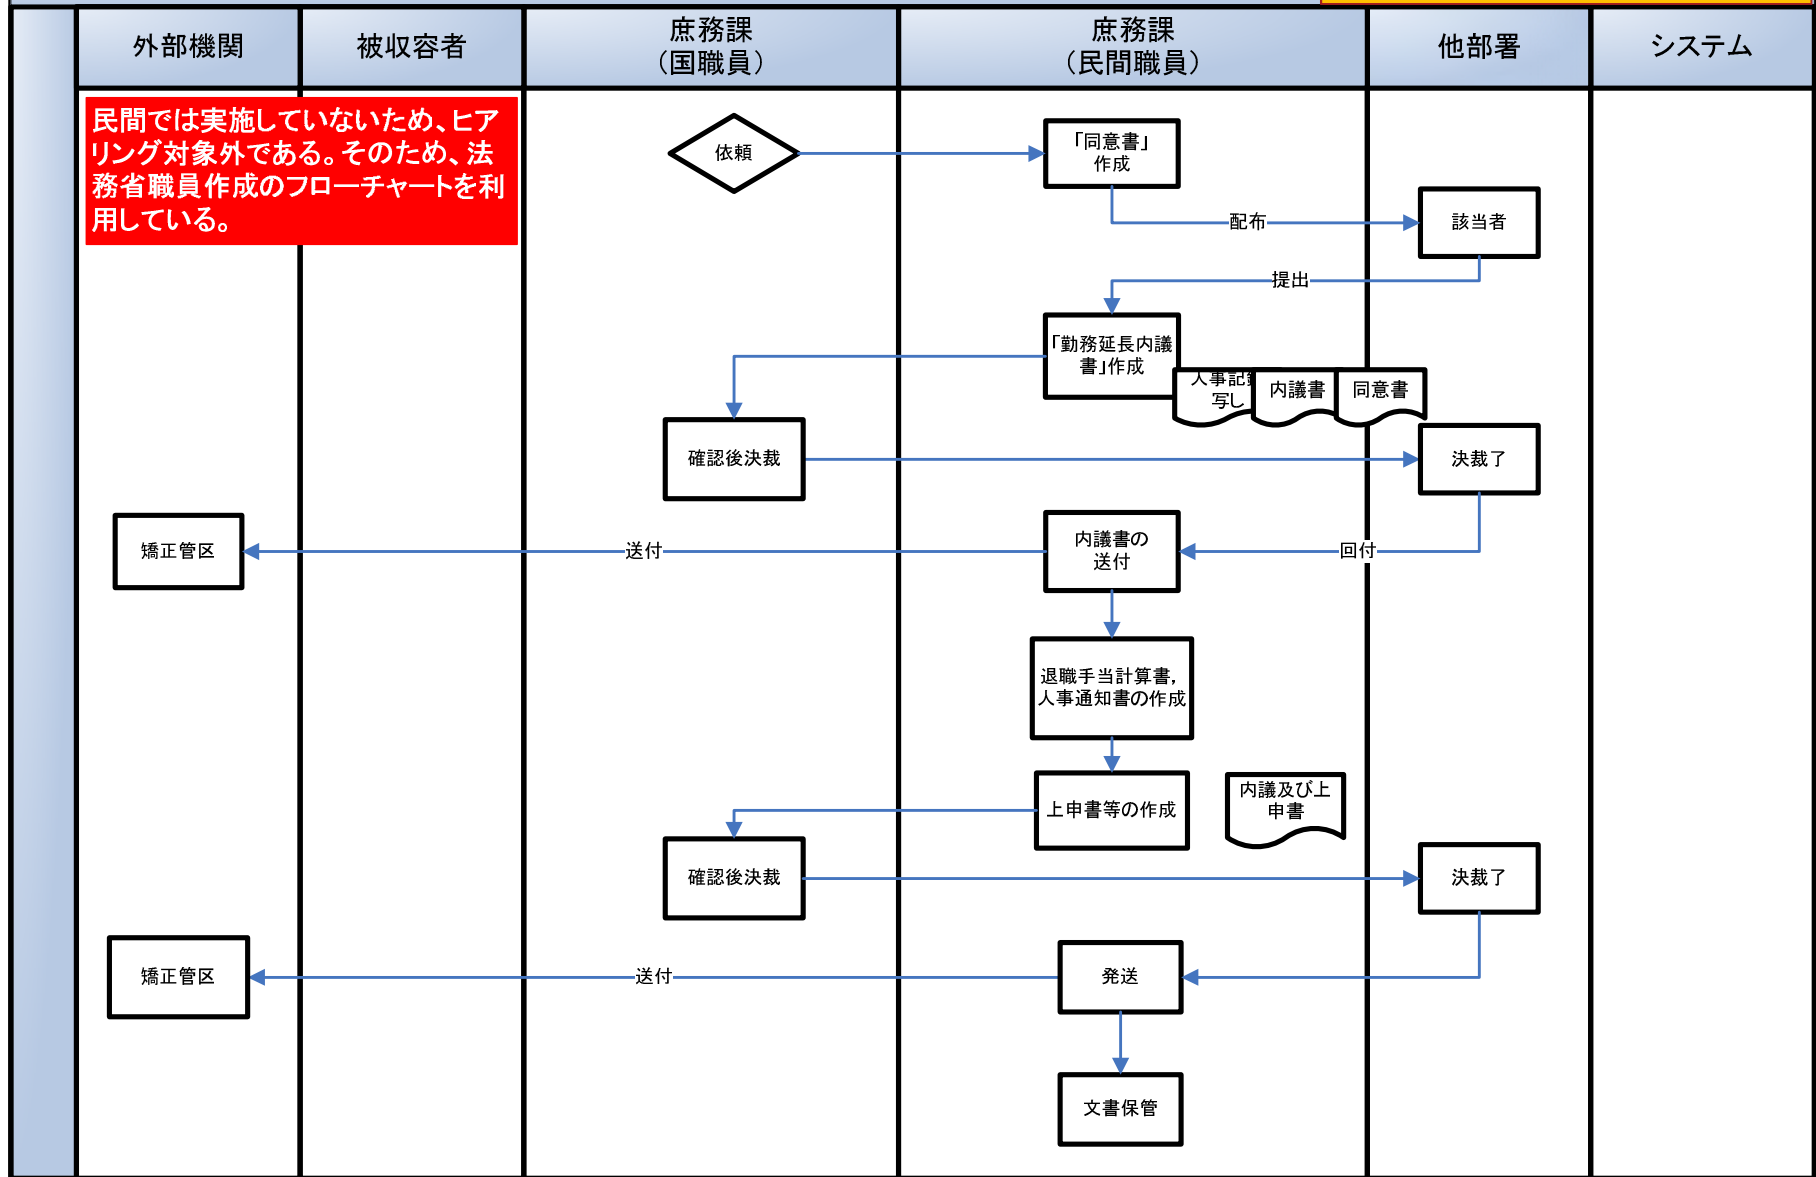 外部機関
被収容者
庶務課
（国職員）
庶務課
（民間職員）
他部署
システム
民間では実施していないため、ヒア
リング対象外である。そのため、法
務省職員作成のフローチャートを利
用している。
依頼
「同意書」
作成
配布
該当者
提出
「勤務延長内議
書」作成
人事記
写し
内議書
同意書
確認後決裁
決裁了
矯正管区
送付
内議書の
送付
回付
退職手当計算書，
人事通知書の作成
上申書等の作成
内議及び上
申書
確認後決裁
決裁了
矯正管区
送付
発送
文書保管